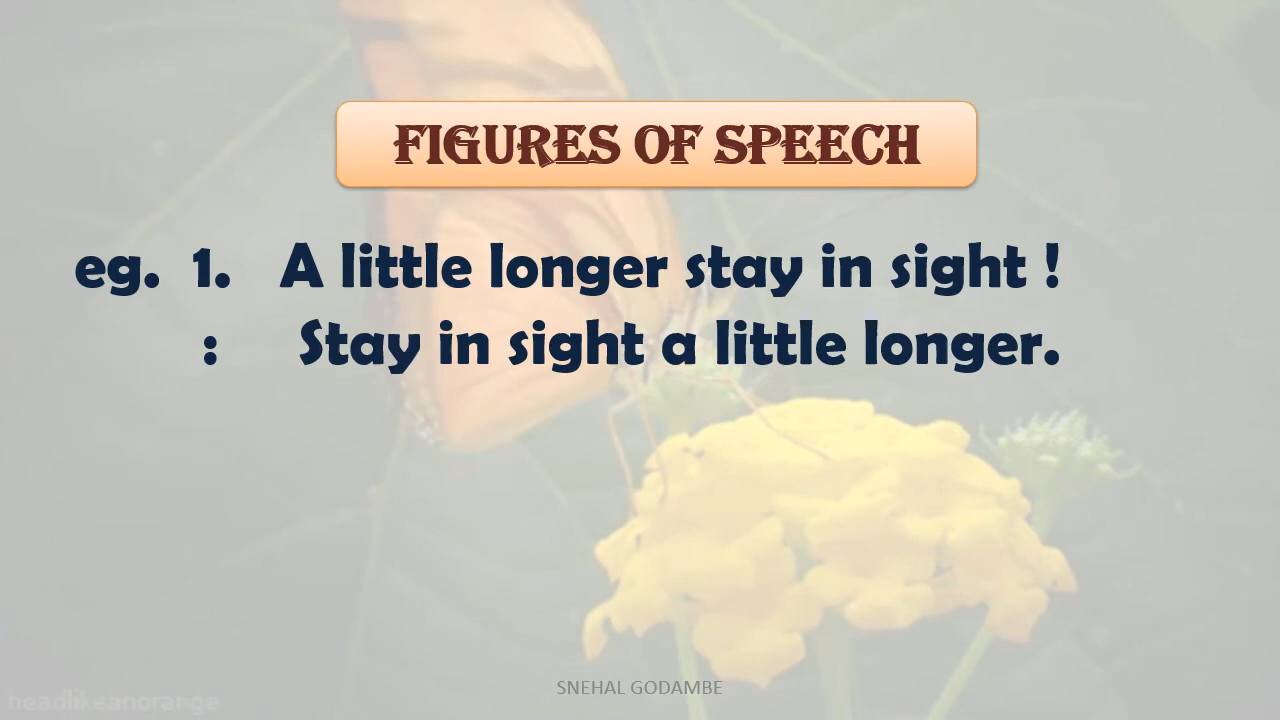 FIGURES OF SPEECH
eg. 1. A little longer stay in sight !
: Stay in sight a little longer.
SNEHAL GODAMBE
headlikeanorange